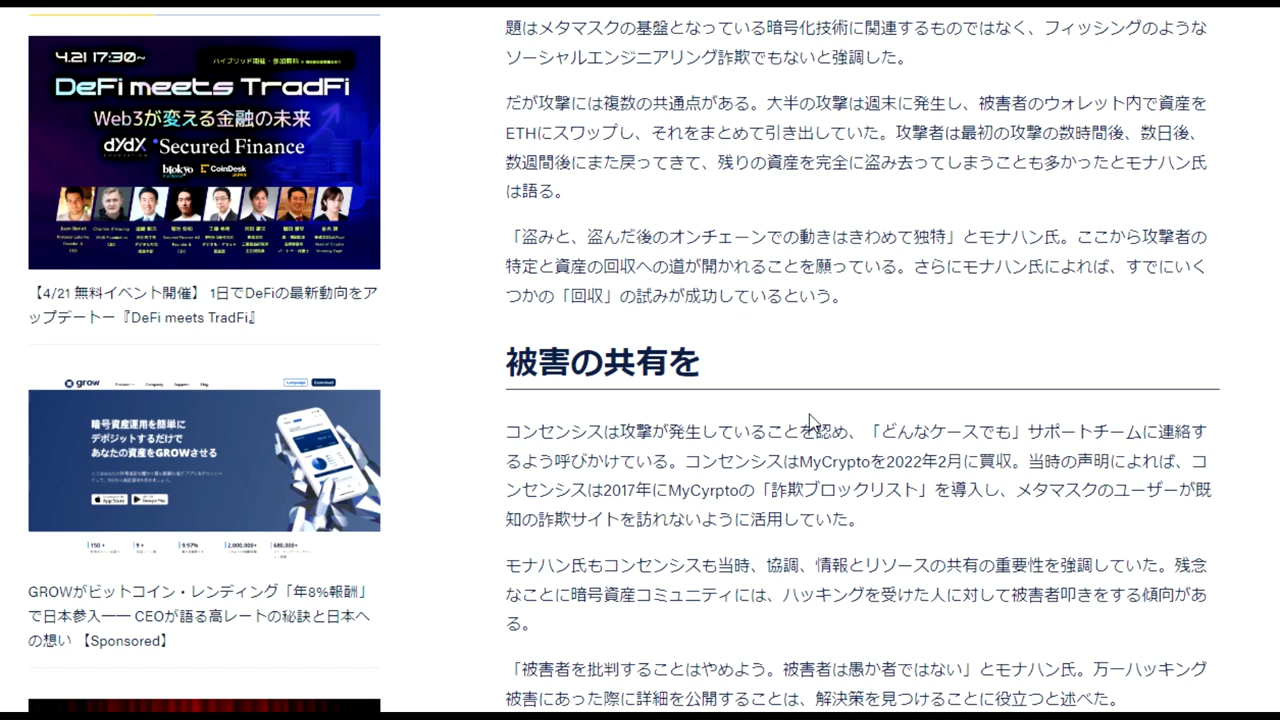 4.21 17:30~
ハイブリッド開催・参加無料
DeFi meets TradFi
Web3が変える金融の未来
dYdX
FOUNDATION
Secured Finance
btokyo
CoinDesk
【4/21 無料イベント開催】 1日でDeFiの最新動向をア
ップデートー『DeFi meets TradFi』
grow
Company
Support
Blog
Language
Download
暗号資産運用を簡単に
デポジットするだけで
あなたの資産をGROWさせる
App Store
Google Play
150 +
9 +
9.97%
2,000,000+
680,000+
GROWがビットコイン・レンディング「年8%報酬」
で日本参入―― CEOが語る高レートの秘訣と日本へ
の想い 【Sponsored】
題はメタマスクの基盤となっている暗号化技術に関連するものではなく、フィッシングのような
ソーシャルエンジニアリング詐欺でもないと強調した。
だが攻撃には複数の共通点がある。大半の攻撃は週末に発生し、被害者のウォレット内で資産を
ETHにスワップし、それをまとめて引き出していた。攻撃者は最初の攻撃の数時間後、数日後、
数週間後にまた戻ってきて、残りの資産を完全に盗み去ってしまうことも多かったとモナハン氏
は語る。
「盗みと、盗んだ後のオンチェーンでの動きはきわめて独特」とモナハン氏。ここから攻撃者の
特定と資産の回収への道が開かれることを願っている。さらにモナハン氏によれば、すでにいく
つかの「回収」の試みが成功しているという。
被害の共有を
コンセンシスは攻撃が発生していることを認め、「どんなケースでも」サポートチームに連絡す
るよう呼びかけている。コンセンシスはMyCryptoを2022年2月に買収。当時の声明によれば、コ
ンセンシスは2017年にMyCyrptoの「詐欺ブロックリスト」を導入し、メタマスクのユーザーが既
知の詐欺サイトを訪れないように活用していた。
モナハン氏もコンセンシスも当時、協調、情報とリソースの共有の重要性を強調していた。残念
なことに暗号資産コミュニティには、ハッキングを受けた人に対して被害者叩きをする傾向があ
る。
「被害者を批判することはやめよう。被害者は愚か者ではない」とモナハン氏。万一ハッキング
被害にあった際に詳細を公開することは、解決策を見つけることに役立つと述べた。